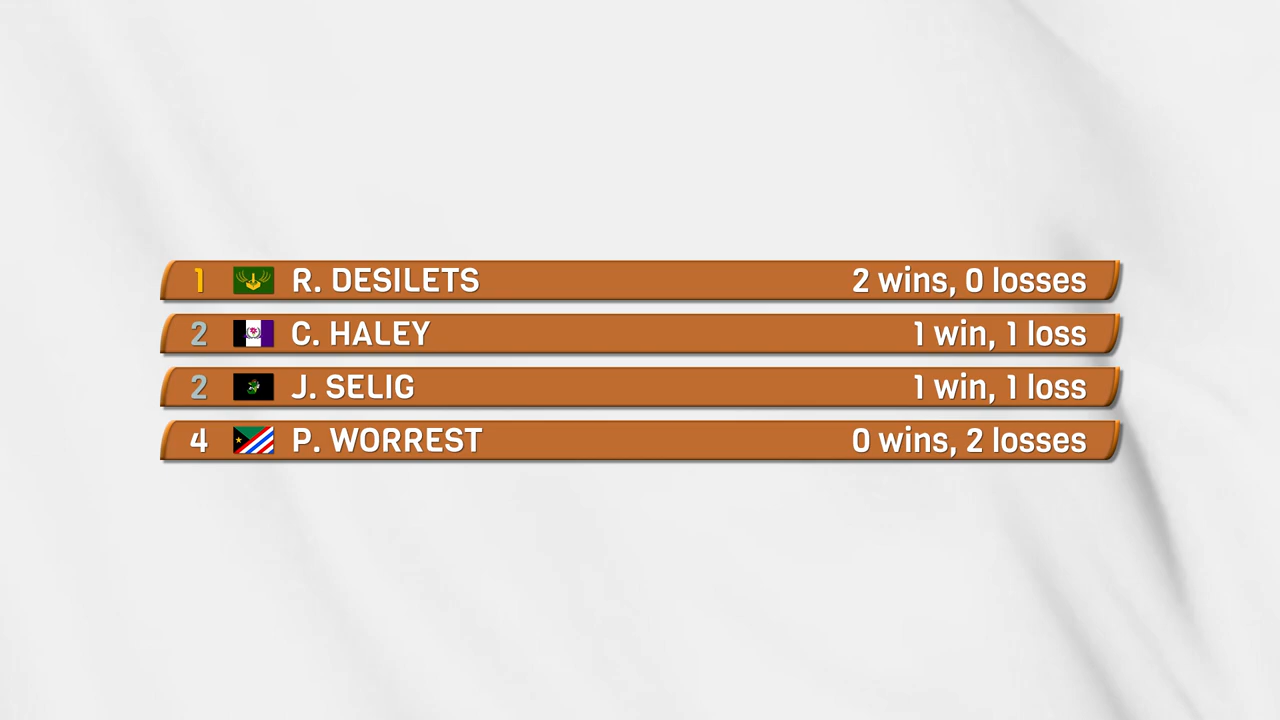 1 R. DESILETS 2 wins, 0 losses
2 C. HALEY 1 win, 1 loss
2 J. SELIG 1 win, 1 loss
4 P. WORREST 0 wins, 2 losses